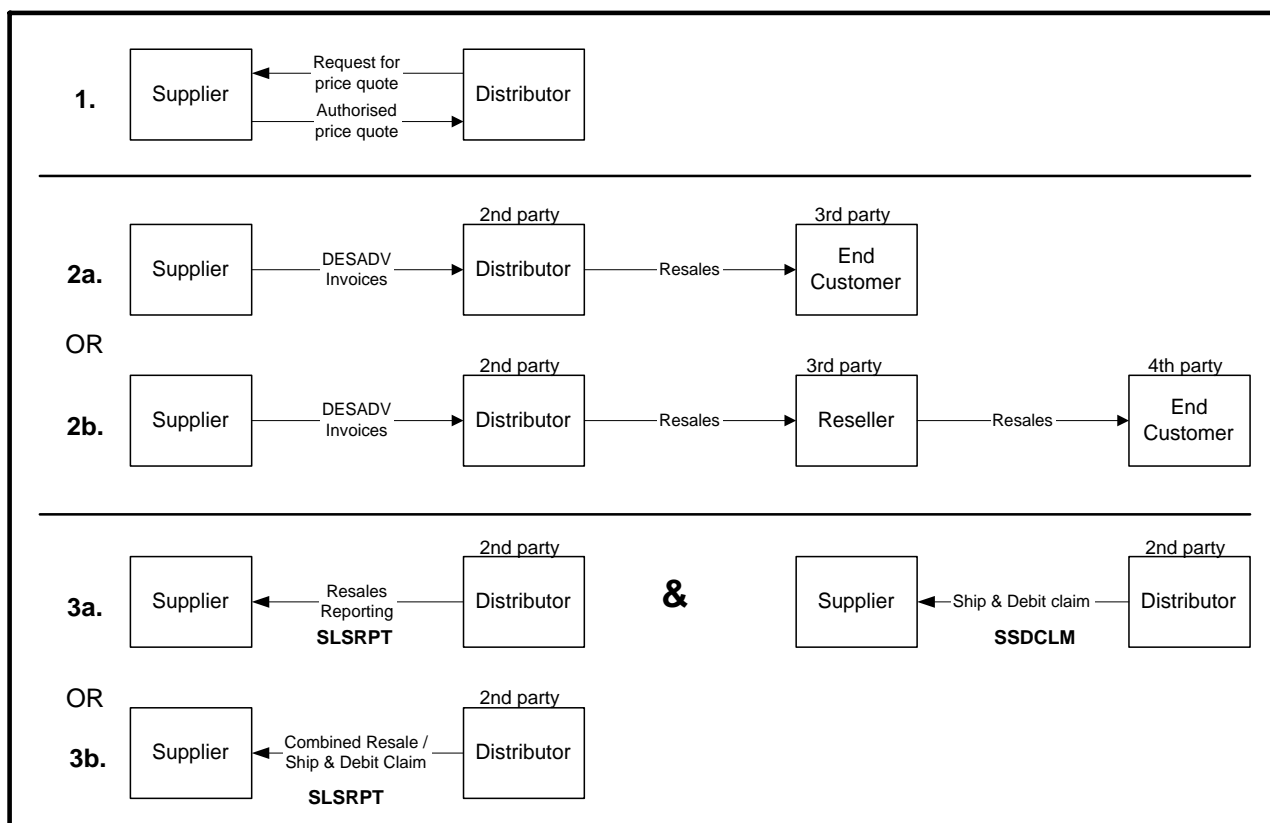 1.
Supplier
Request for
price quote
Authorised
price quote
Distributor
2a.
Supplier
DESADV
Invoices
2nd party
Distributor
Resales
3rd party
End
Customer
OR
2b.
Supplier
DESADV
Invoices
2nd party
Distributor
Resales
3rd party
Reseller
Resales
4th party
End
Customer
3a.
Supplier
Resales
Reporting
SLSRPT
2nd party
Distributor
&
Supplier
Ship & Debit claim
SSDCLM
2nd party
Distributor
OR
3b.
Supplier
Combined Resale /
Ship & Debit Claim
SLSRPT
2nd party
Distributor